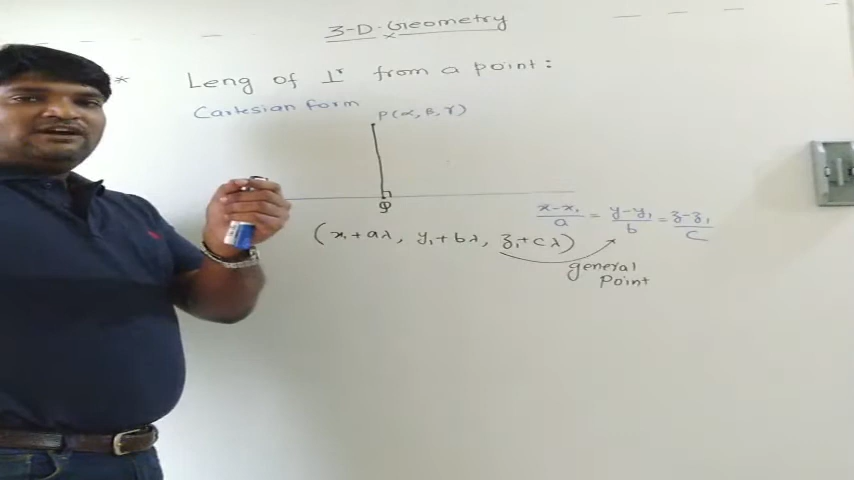 3-D Geometry
* Leng of ⊥r from a point :
Cartesian form
P(α, β, γ)
Q
x-x₁/a = y-y₁/b = z-z₁/c
(x₁+aλ, y₁+bλ, z₁+cλ)
general
Point